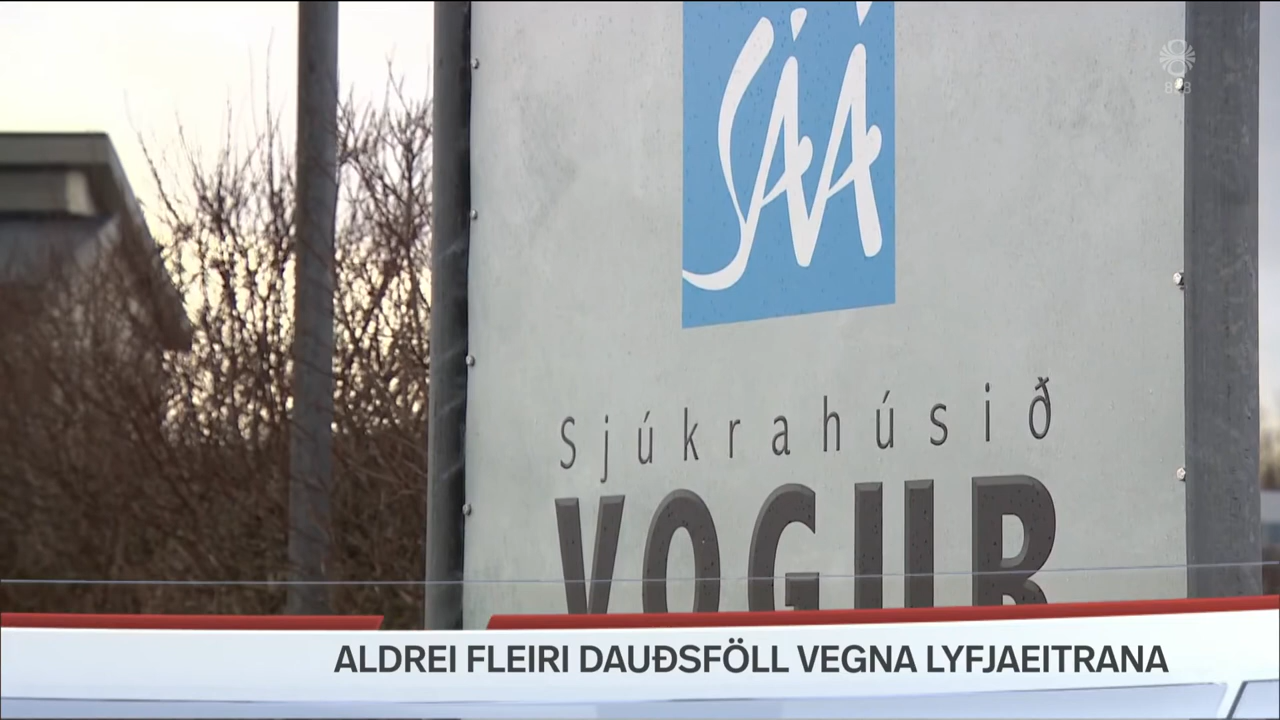 SÁÁ
Sjúkrahúsið
VOGUR
ALDREI FLEIRI DAUÐSFÖLL VEGNA LYFJAEITRANA